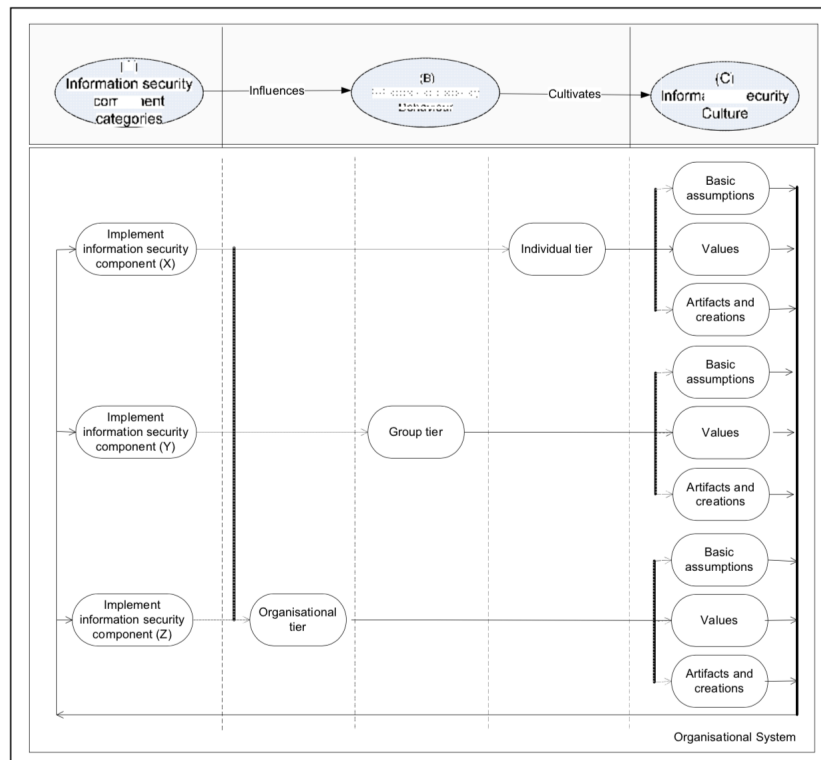 Information security
categories
Influences
(B)
Behaviour
Cultivates
(C)
Culture
Implement
information security
component (X)
Individual tier
Basic
assumptions
Values
Artifacts and
creations
Implement
information security
component (Y)
Group tier
Basic
assumptions
Values
Artifacts and
creations
Implement
information security
component (Z)
Organisational
tier
Basic
assumptions
Values
Artifacts and
creations
Organisational System